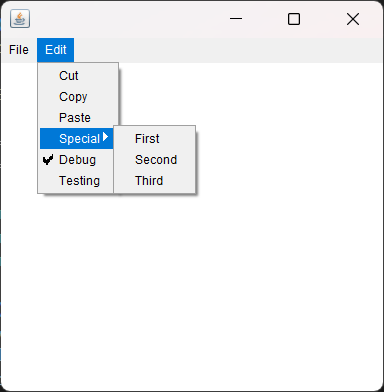 File Edit
Cut
Copy
Paste
Special
Debug
Testing
First
Second
Third